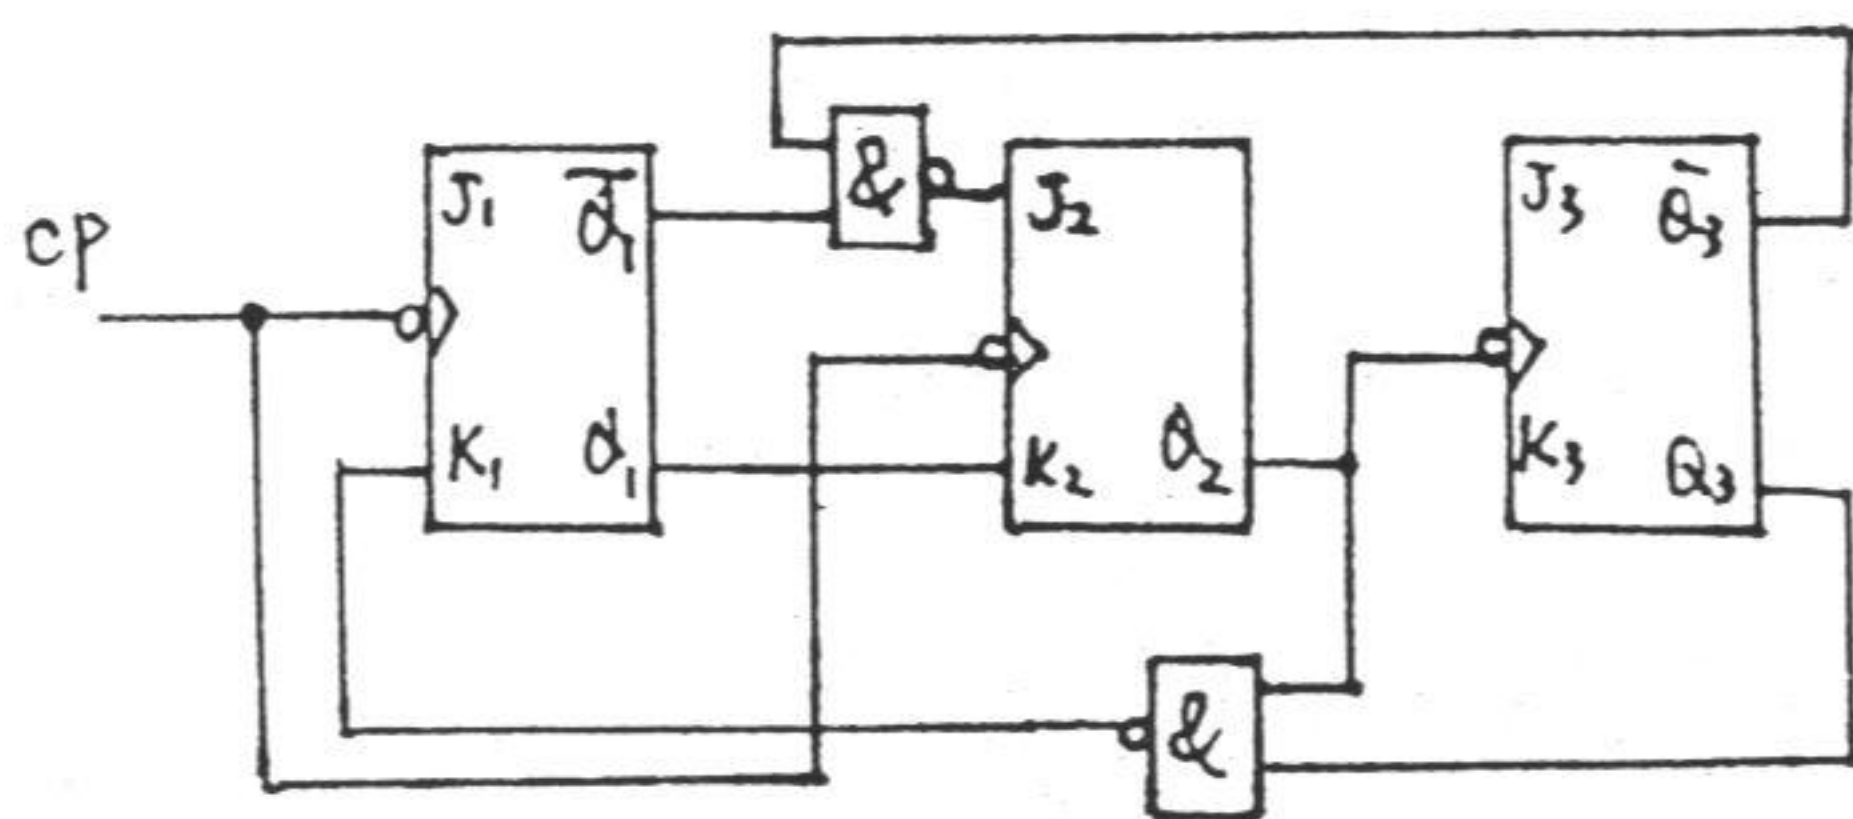 CP
J₁
Q̅₁
K₁
Q₁
&
J₂
K₂
Q₂
J₃
Q̅₃
K₃
Q₃
&